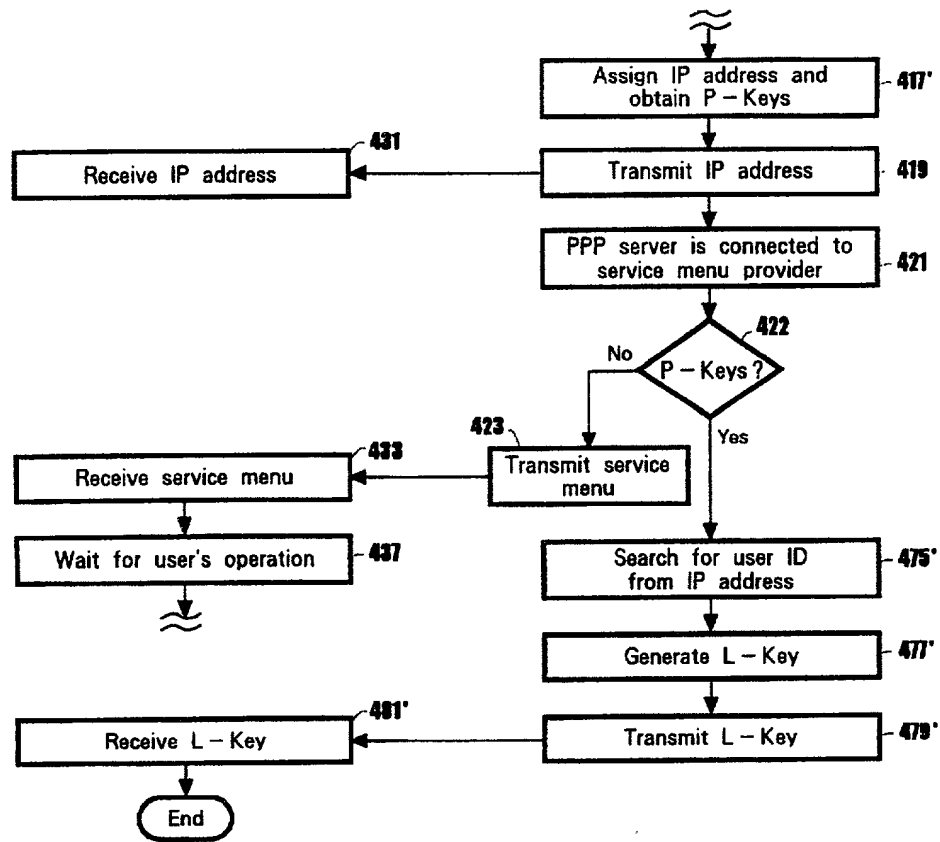 Assign IP address and
obtain P-Keys
417'
431
Receive IP address
Transmit IP address
419
PPP server is connected to
service menu provider
421
422
No
P-Keys?
Yes
423
433
Receive service menu
Transmit service
menu
Wait for user's operation
437
Search for user ID
from IP address
475'
Generate L-Key
477'
481'
Receive L-Key
Transmit L-Key
479'
End